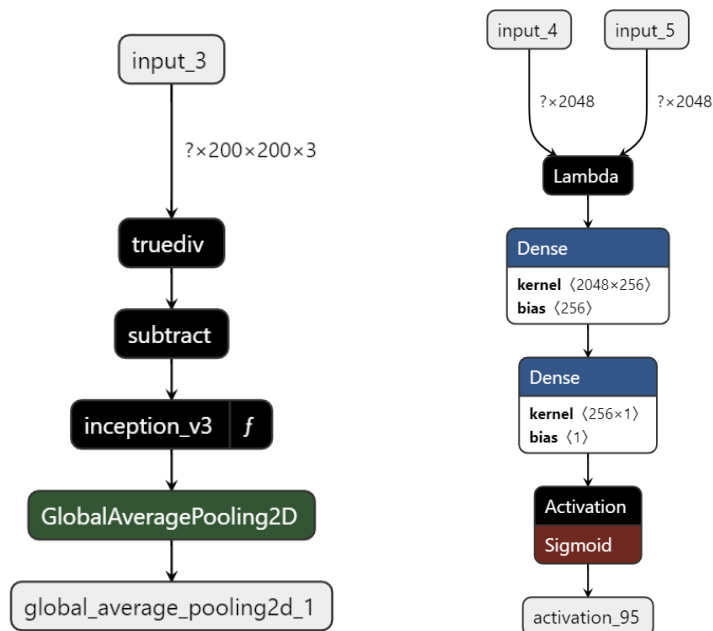 input_3
?×200×200×3
truediv
subtract
inception_v3 ƒ
GlobalAveragePooling2D
global_average_pooling2d_1
input_4 input_5
?×2048 ?×2048
Lambda
Dense
kernel ⟨2048×256⟩
bias ⟨256⟩
Dense
kernel ⟨256×1⟩
bias ⟨1⟩
Activation
Sigmoid
activation_95